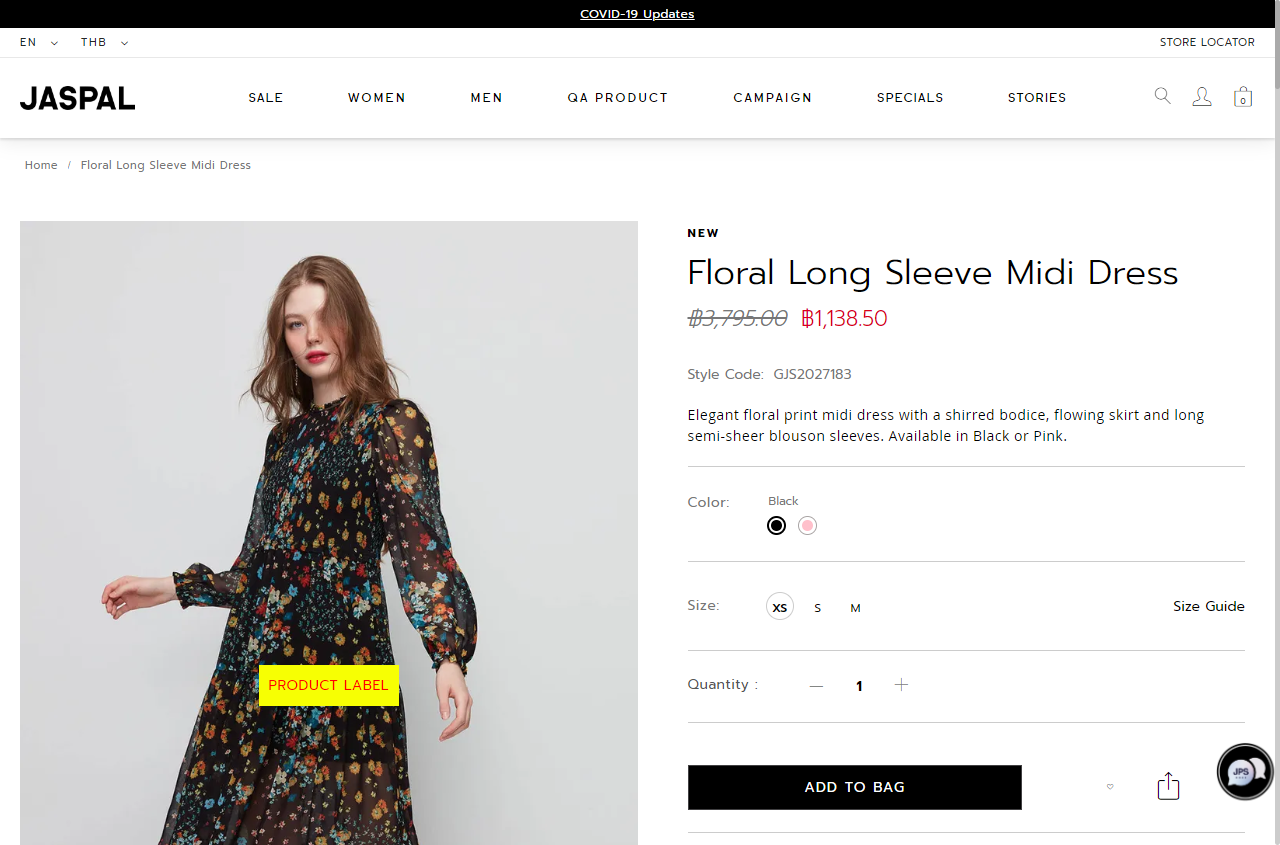 COVID-19 Updates
EN THB STORE LOCATOR
JASPAL SALE WOMEN MEN QA PRODUCT CAMPAIGN SPECIALS STORIES 0
Home / Floral Long Sleeve Midi Dress
NEW
Floral Long Sleeve Midi Dress
฿3,795.00 ฿1,138.50
Style Code: GJS2027183
Elegant floral print midi dress with a shirred bodice, flowing skirt and long
semi-sheer blouson sleeves. Available in Black or Pink.
Color: Black
Size: XS S M Size Guide
Quantity : — 1 +
PRODUCT LABEL
ADD TO BAG
JPS